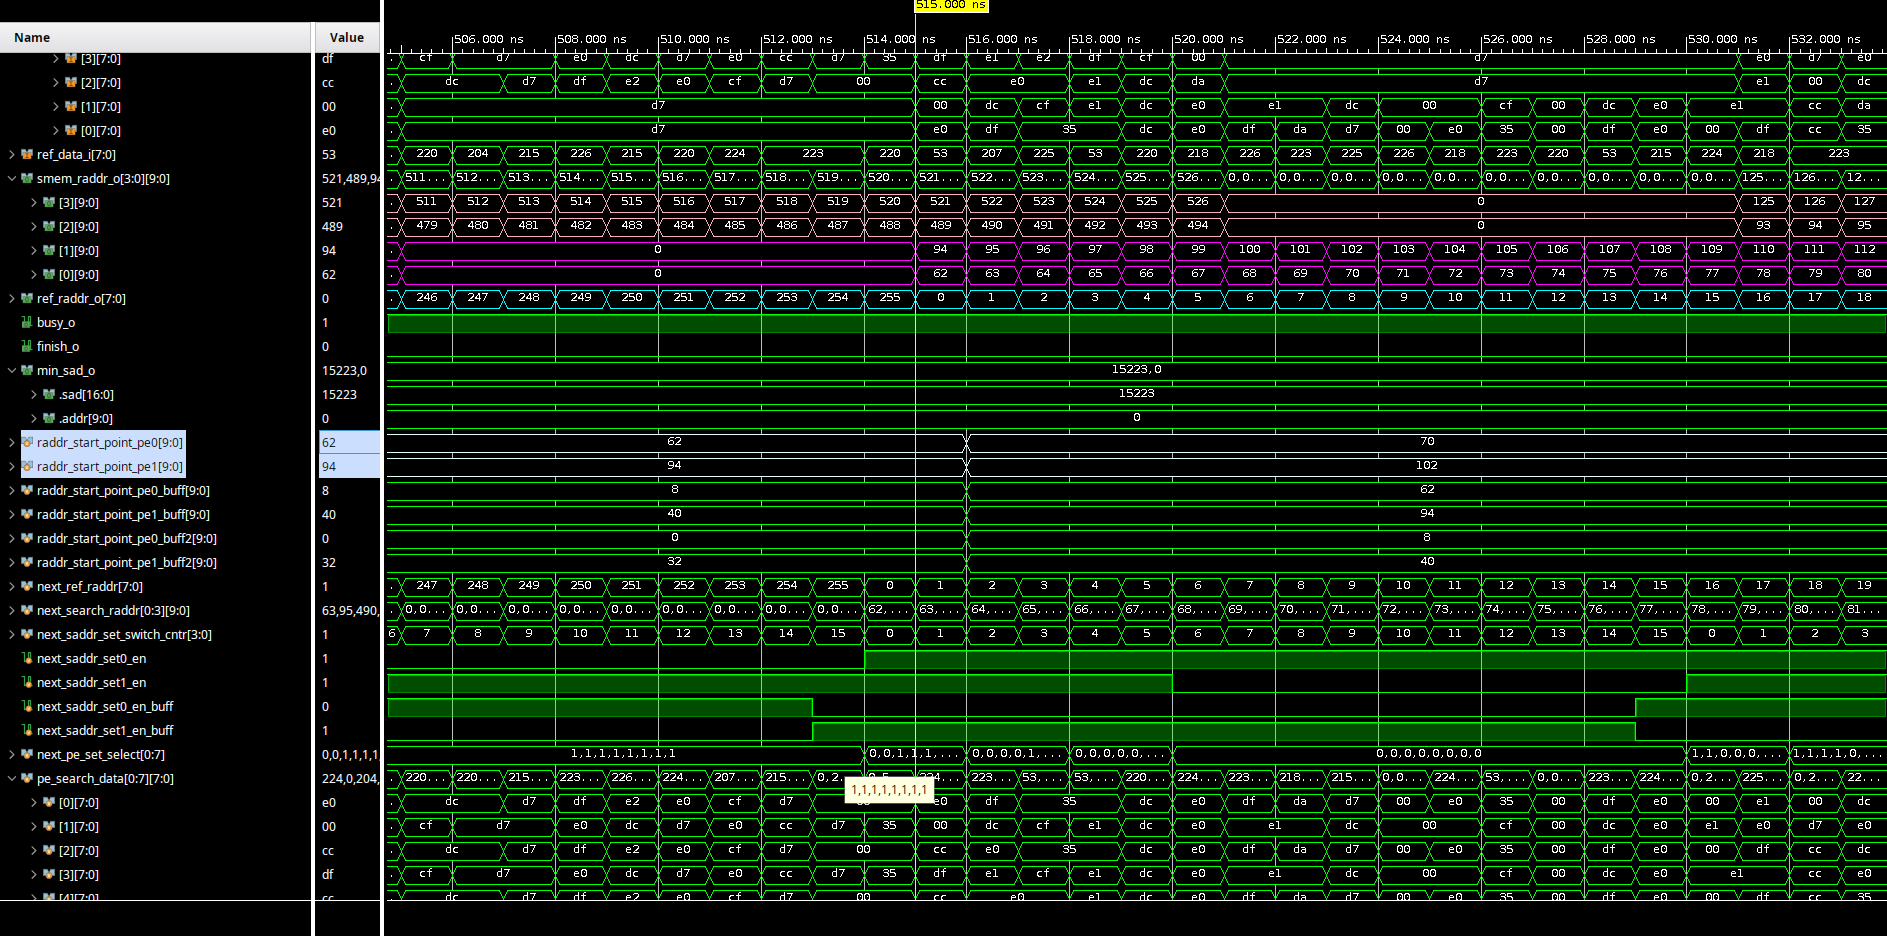 515.000 ns
Name Value 506.000 ns 508.000 ns 510.000 ns 512.000 ns 514.000 ns 516.000 ns 518.000 ns 520.000 ns 522.000 ns 524.000 ns 526.000 ns 528.000 ns 530.000 ns 532.000 ns
[3][7:0] df cf d7 e0 dc d7 e0 cc d7 35 df e1 e2 df cf 00 d7 e0 d7 e0
[2][7:0] cc dc d7 df e2 e0 cf d7 00 cc e0 e1 dc da d7 e1 00 dc
[1][7:0] 00 d7 00 dc cf e1 dc e0 e1 dc 00 cf 00 dc e0 e1 cc da
[0][7:0] e0 d7 e0 df 35 dc e0 df da d7 00 e0 35 00 df e0 00 df cc 35
ref_data_i[7:0] 53 220 204 215 226 215 220 224 223 220 53 207 225 53 220 218 226 223 225 226 218 223 220 53 215 224 218 223
smem_raddr_o[3:0][9:0] 521,489,94 511... 512... 513... 514... 515... 516... 517... 518... 519... 520... 521... 522... 523... 524... 525... 526... 0,0... 0,0... 0,0... 0,0... 0,0... 0,0... 0,0... 0,0... 0,0... 0,0... 125... 126... 12...
[3][9:0] 521 511 512 513 514 515 516 517 518 519 520 521 522 523 524 525 526 0 125 126 127
[2][9:0] 489 479 480 481 482 483 484 485 486 487 488 489 490 491 492 493 494 0 93 94 95
[1][9:0] 94 0 94 95 96 97 98 99 100 101 102 103 104 105 106 107 108 109 110 111 112
[0][9:0] 62 0 62 63 64 65 66 67 68 69 70 71 72 73 74 75 76 77 78 79 80
ref_raddr_o[7:0] 0 246 247 248 249 250 251 252 253 254 255 0 1 2 3 4 5 6 7 8 9 10 11 12 13 14 15 16 17 18
busy_o 1
finish_o 0
min_sad_o 15223,0 15223,0
.sad[16:0] 15223 15223
.addr[9:0] 0 0
raddr_start_point_pe0[9:0] 62 62 70
raddr_start_point_pe1[9:0] 94 94 102
raddr_start_point_pe0_buff[9:0] 8 8 62
raddr_start_point_pe1_buff[9:0] 40 40 94
raddr_start_point_pe0_buff2[9:0] 0 0 8
raddr_start_point_pe1_buff2[9:0] 32 32 40
next_ref_raddr[7:0] 1 247 248 249 250 251 252 253 254 255 0 1 2 3 4 5 6 7 8 9 10 11 12 13 14 15 16 17 18 19
next_search_raddr[0:3][9:0] 63,95,490, 0,0... 0,0... 0,0... 0,0... 0,0... 0,0... 0,0... 0,0... 0,0... 62,... 63,... 64,... 65,... 66,... 67,... 68,... 69,... 70,... 71,... 72,... 73,... 74,... 75,... 76,... 77,... 78,... 79,... 80,... 81...
next_saddr_set_switch_cntr[3:0] 1 6 7 8 9 10 11 12 13 14 15 0 1 2 3 4 5 6 7 8 9 10 11 12 13 14 15 0 1 2 3
next_saddr_set0_en 1
next_saddr_set1_en 1
next_saddr_set0_en_buff 0
next_saddr_set1_en_buff 1
next_pe_set_select[0:7] 0,0,1,1,1,1,1 1,1,1,1,1,1,1,1 0,0,1,1,1,... 0,0,0,0,1,... 0,0,0,0,0,... 0,0,0,0,0,0,0,0 1,1,0,0,0,... 1,1,1,1,0,...
pe_search_data[0:7][7:0] 224,0,204, 220... 220... 215... 223... 226... 224... 207... 215... 0,2... 223... 53,... 53,... 220... 224... 223... 218... 215... 0,0... 224... 53,... 0,0... 223... 224... 0,2... 225... 0,2... 22...
1,1,1,1,1,1,1,1
[0][7:0] e0 dc d7 df e2 e0 cf d7 e0 df 35 dc e0 df da d7 00 e0 35 00 df e0 00 e1 00 dc
[1][7:0] 00 cf d7 e0 dc d7 e0 cc d7 35 00 dc cf e1 dc e0 e1 dc 00 cf 00 dc e0 e1 e0 d7 e0
[2][7:0] cc dc d7 df e2 e0 cf d7 00 cc e0 35 dc e0 df da d7 00 e0 35 00 df e0 00 df cc dc
[3][7:0] df cf d7 e0 dc d7 e0 cc d7 35 df e1 cf e1 dc e0 e1 dc 00 cf 00 dc e0 e1 cc e0
[4][7:0] cc dc d7 df e2 e0 cf d7 00 cc e0 e1 dc e0 df da d7 00 e0 35 00 df e0 00 df cc 35